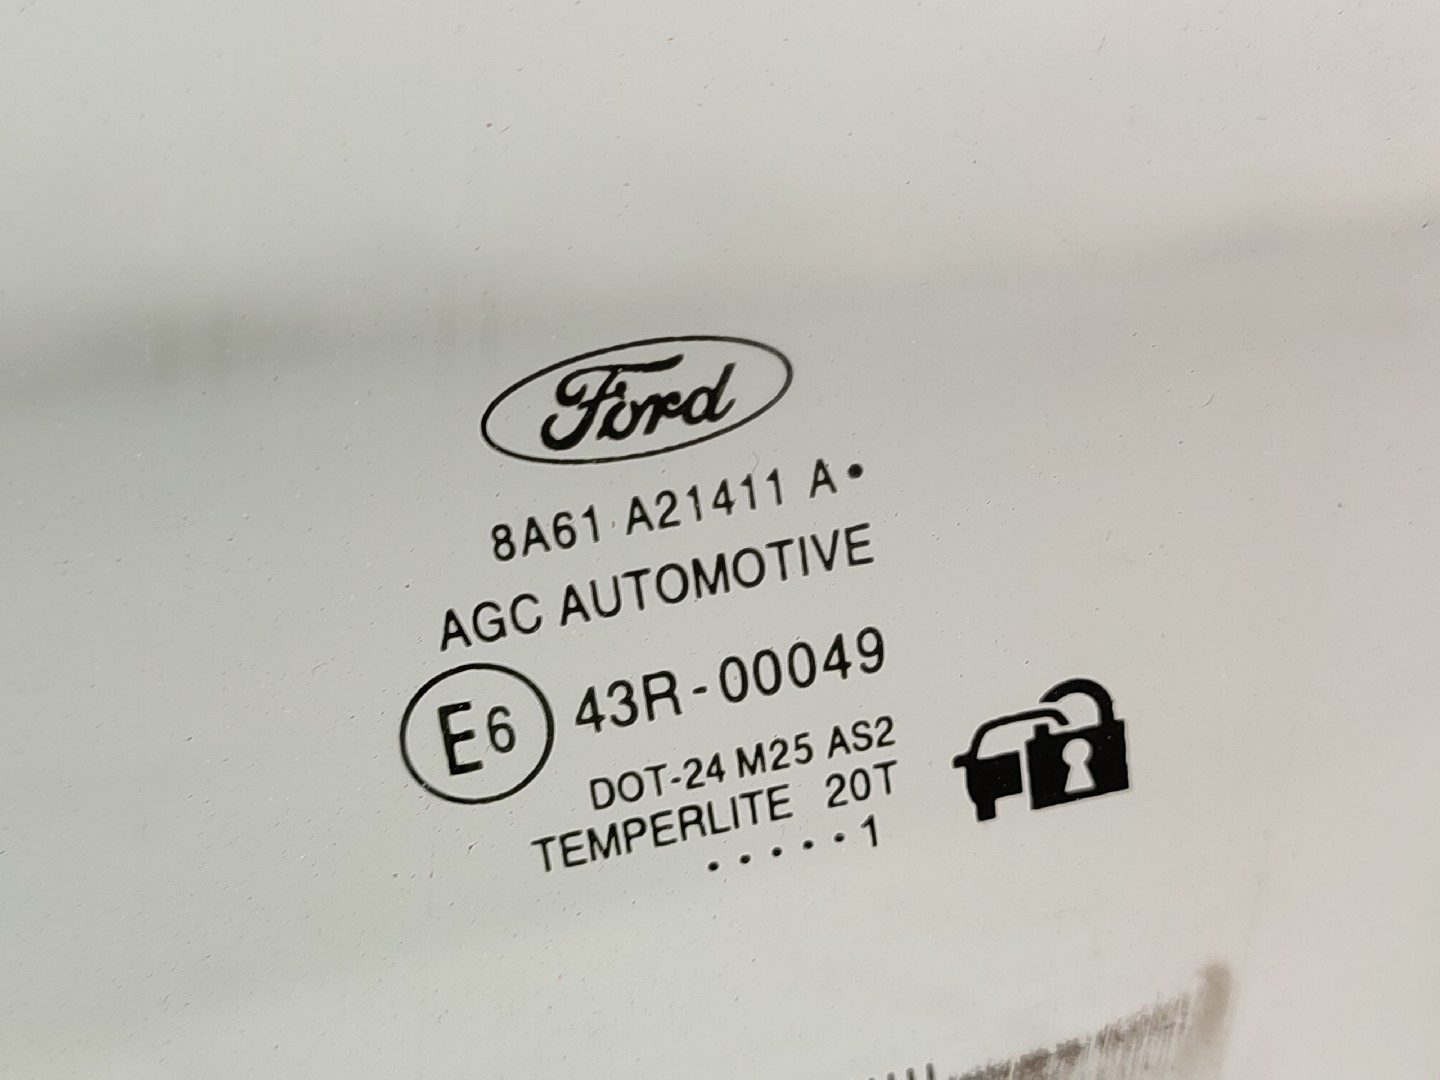 Ford
8A61 A21411 A•
AGC AUTOMOTIVE
E6 43R-00049
DOT-24 M25 AS2
TEMPERLITE 20T
.....1